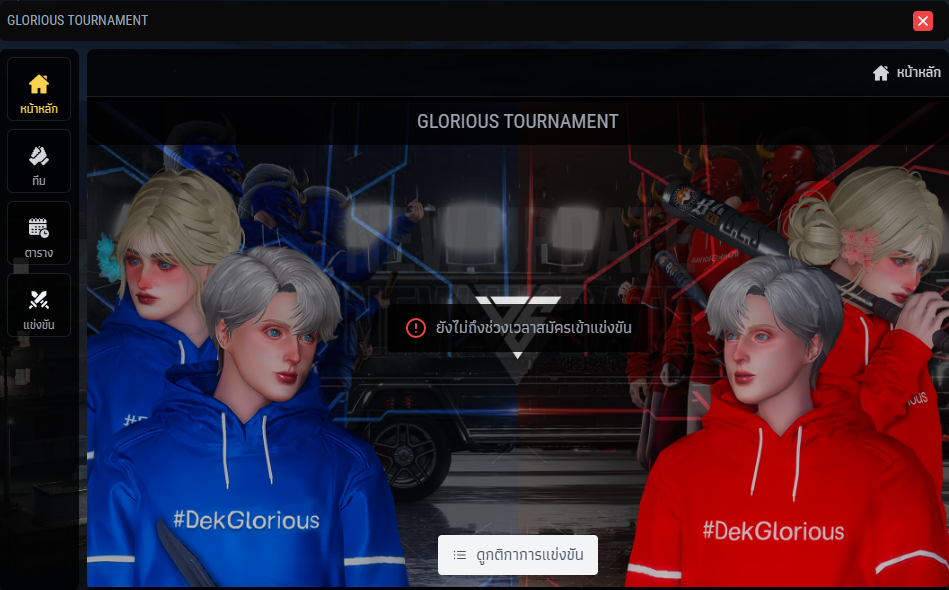 GLORIOUS TOURNAMENT
หน้าหลัก
หน้าหลัก
ทีม
ตาราง
แข่งขัน
GLORIOUS TOURNAMENT
ยังไม่ถึงช่วงเวลาสมัครเข้าแข่งขัน
#DekGlorious
#DekGlorious
ดูกติกาการแข่งขัน